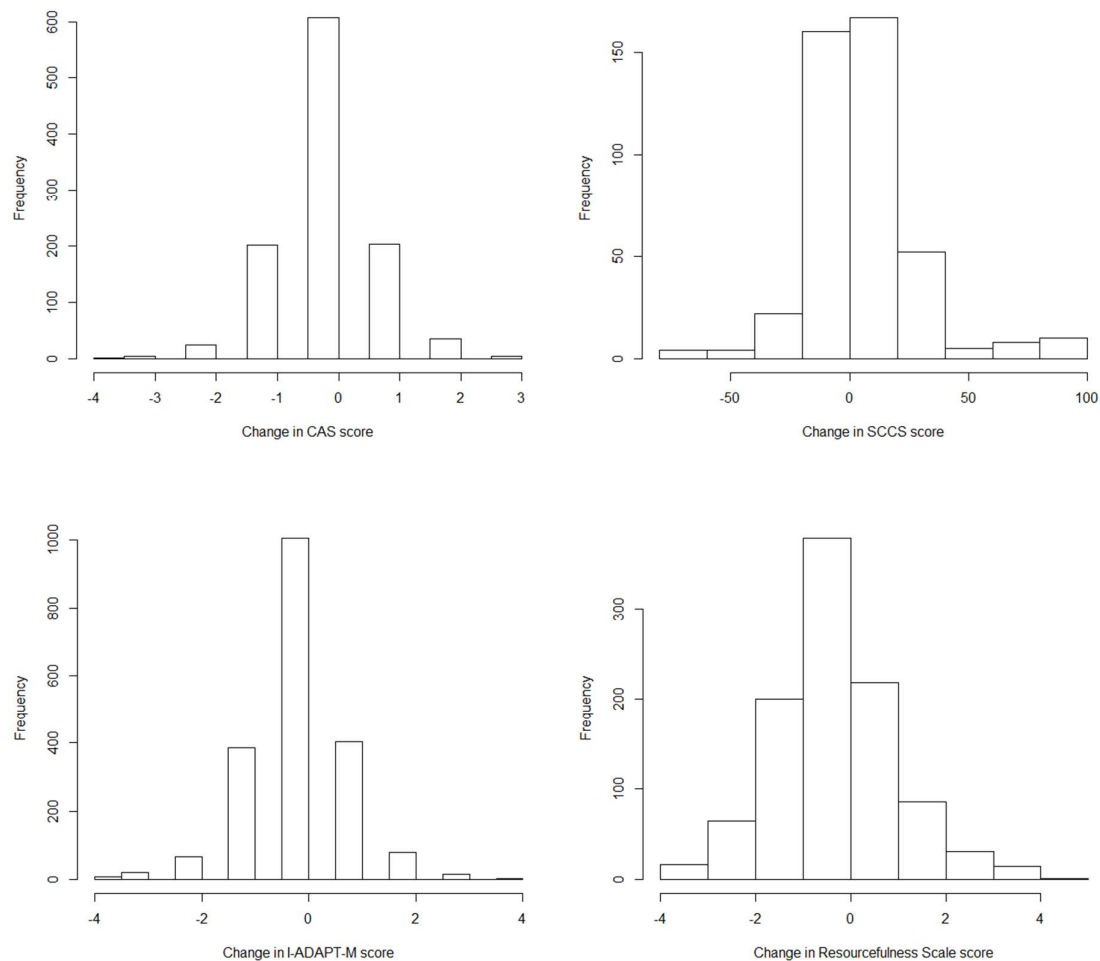 600
500
400
300
200
100
0
Frequency
-4 -3 -2 -1 0 1 2 3
Change in CAS score
150
100
50
0
Frequency
-50 0 50 100
Change in SCCS score
1000
800
600
400
200
0
Frequency
-4 -2 0 2 4
Change in I-ADAPT-M score
300
200
100
0
Frequency
-4 -2 0 2 4
Change in Resourcefulness Scale score